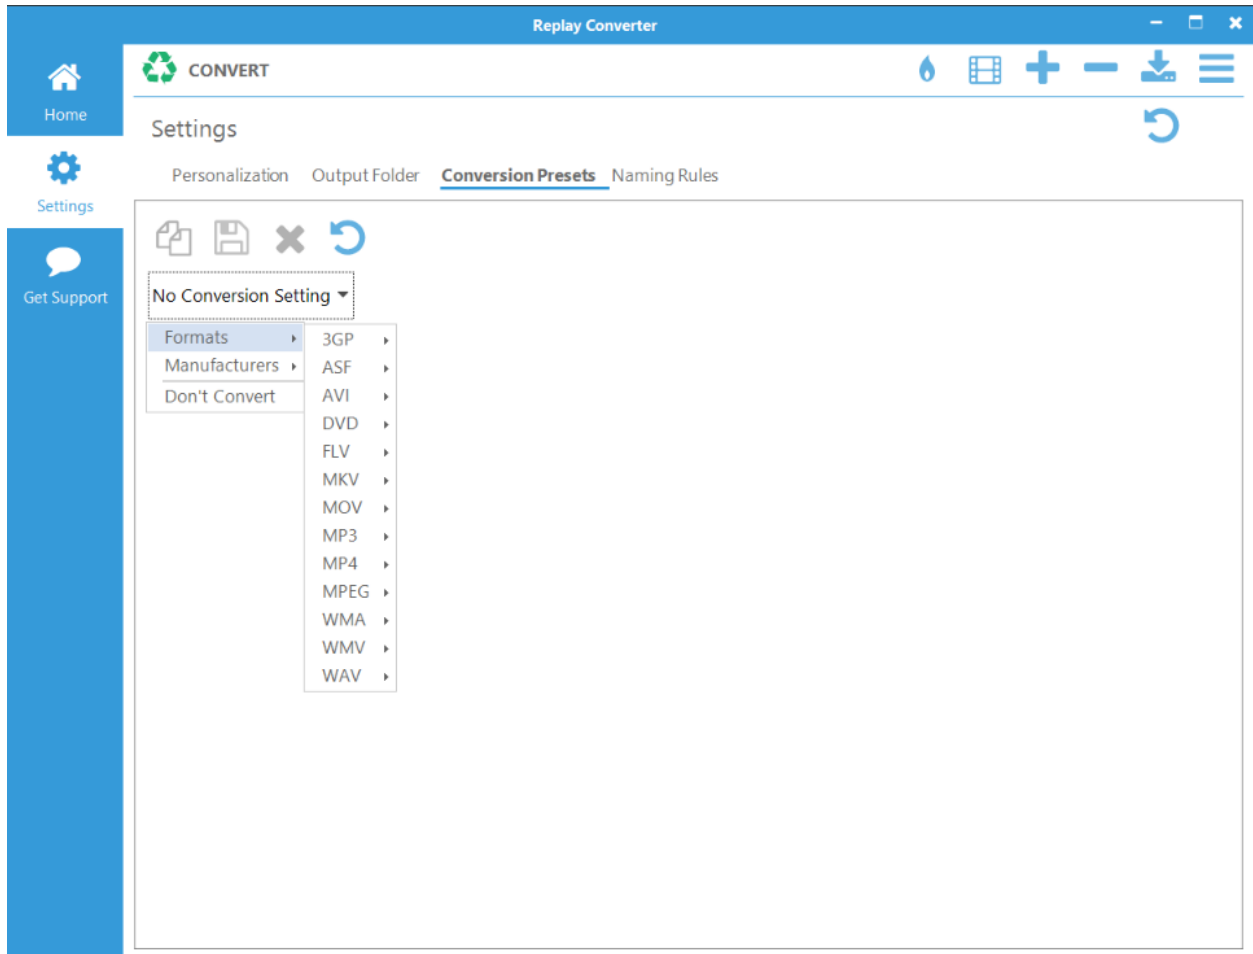 Replay Converter
CONVERT
Home
Settings
Personalization Output Folder Conversion Presets Naming Rules
Settings
Get Support
No Conversion Setting
Formats
Manufacturers
Don't Convert
3GP
ASF
AVI
DVD
FLV
MKV
MOV
MP3
MP4
MPEG
WMA
WMV
WAV